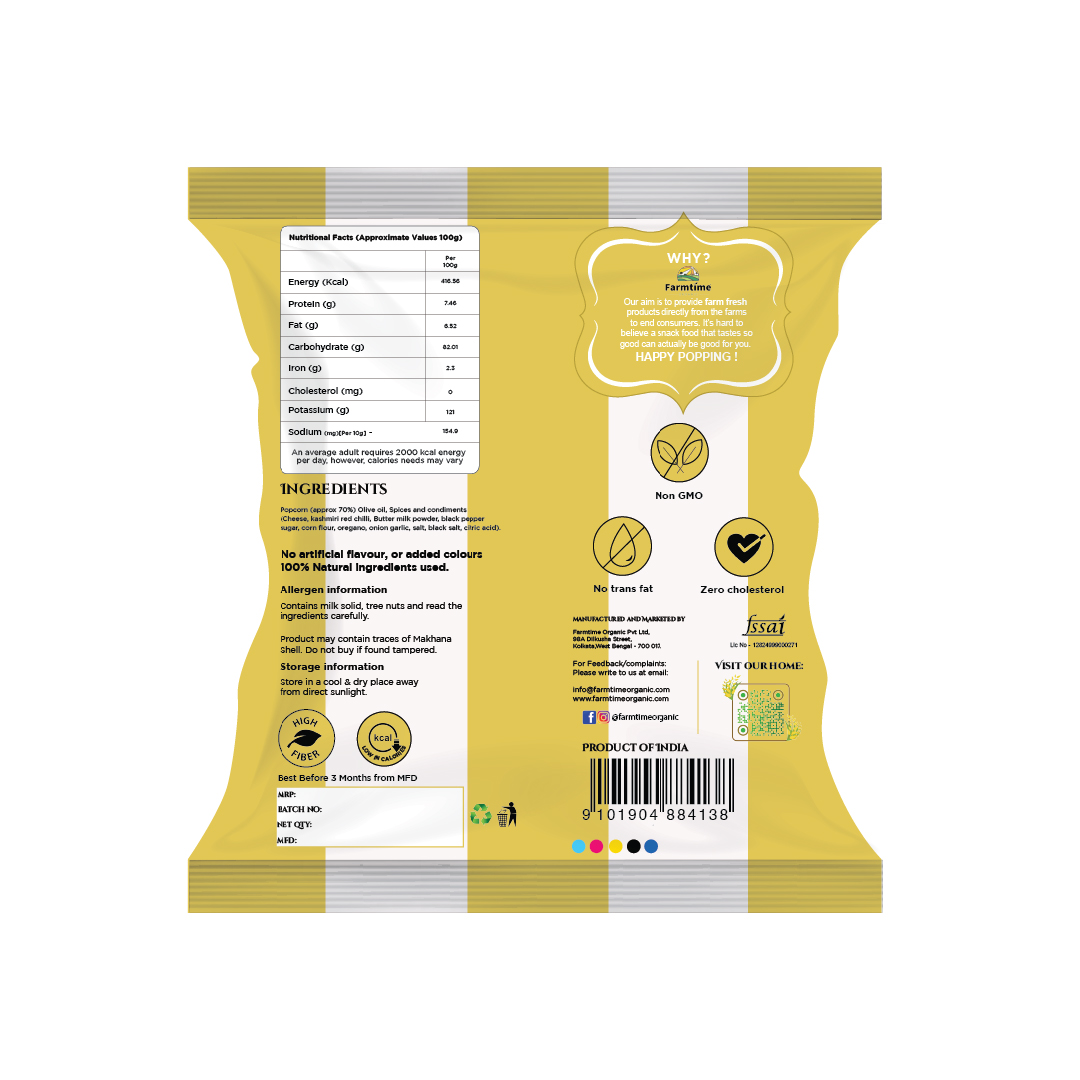 Nutritional Facts (Approximate Values 100g)
Per
100g
Energy (Kcal) 416.56
Protein (g) 7.46
Fat (g) 6.52
Carbohydrate (g) 82.01
Iron (g) 2.3
Cholesterol (mg) 0
Potassium (g) 121
Sodium (mg)[Per 10g] - 154.9
An average adult requires 2000 kcal energy
per day, however, calories needs may vary
INGREDIENTS
Popcorn (approx 70%) Olive oil, Spices and condiments
(Cheese, kashmiri red chilli, Butter milk powder, black pepper
sugar, corn flour, oregano, onion garlic, salt, black salt, citric acid).
No artificial flavour, or added colours
100% Natural ingredients used.
Allergen information
Contains milk solid, tree nuts and read the
ingredients carefully.
Product may contain traces of Makhana
Shell. Do not buy if found tampered.
Storage information
Store in a cool & dry place away
from direct sunlight.
HIGH
FIBER
kcal
LOW IN CALORIES
Best Before 3 Months from MFD
MRP:
BATCH NO:
NET QTY:
MFD:
WHY?
Farmtime
Our aim is to provide farm fresh
products directly from the farms
to end consumers. It's hard to
believe a snack food that tastes so
good can actually be good for you.
HAPPY POPPING !
Non GMO
No trans fat
Zero cholesterol
MANUFACTURED AND MARKETED BY
Farmtime Organic Pvt Ltd,
98A Dilkusha Street,
Kolkata,West Bengal - 700 017.
For Feedback/complaints:
Please write to us at email:
info@farmtimeorganic.com
www.farmtimeorganic.com
@farmtimeorganic
fssai
Lic No - 12824999000271
VISIT OUR HOME:
PRODUCT OF INDIA
9 101904 884138